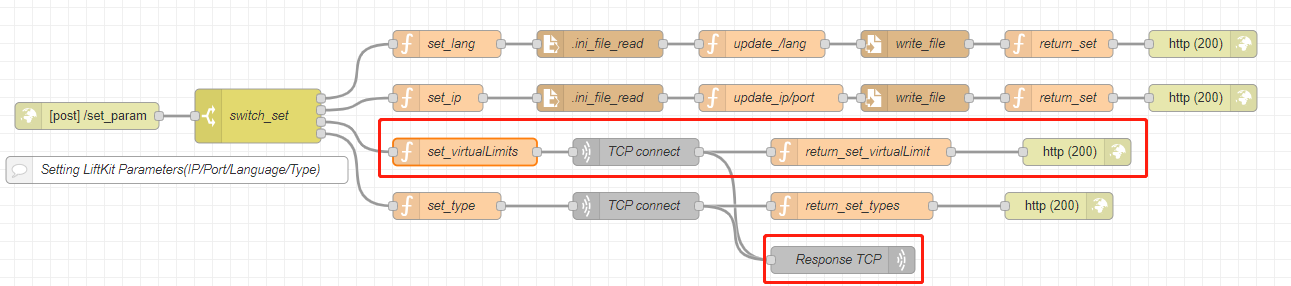 set_lang .ini_file_read update_/lang write_file return_set http (200)
set_ip .ini_file_read update_ip/port write_file return_set http (200)
[post] /set_param switch_set
set_virtualLimits TCP connect return_set_virtualLimit http (200)
Setting LiftKit Parameters(IP/Port/Language/Type)
set_type TCP connect return_set_types http (200)
Response TCP